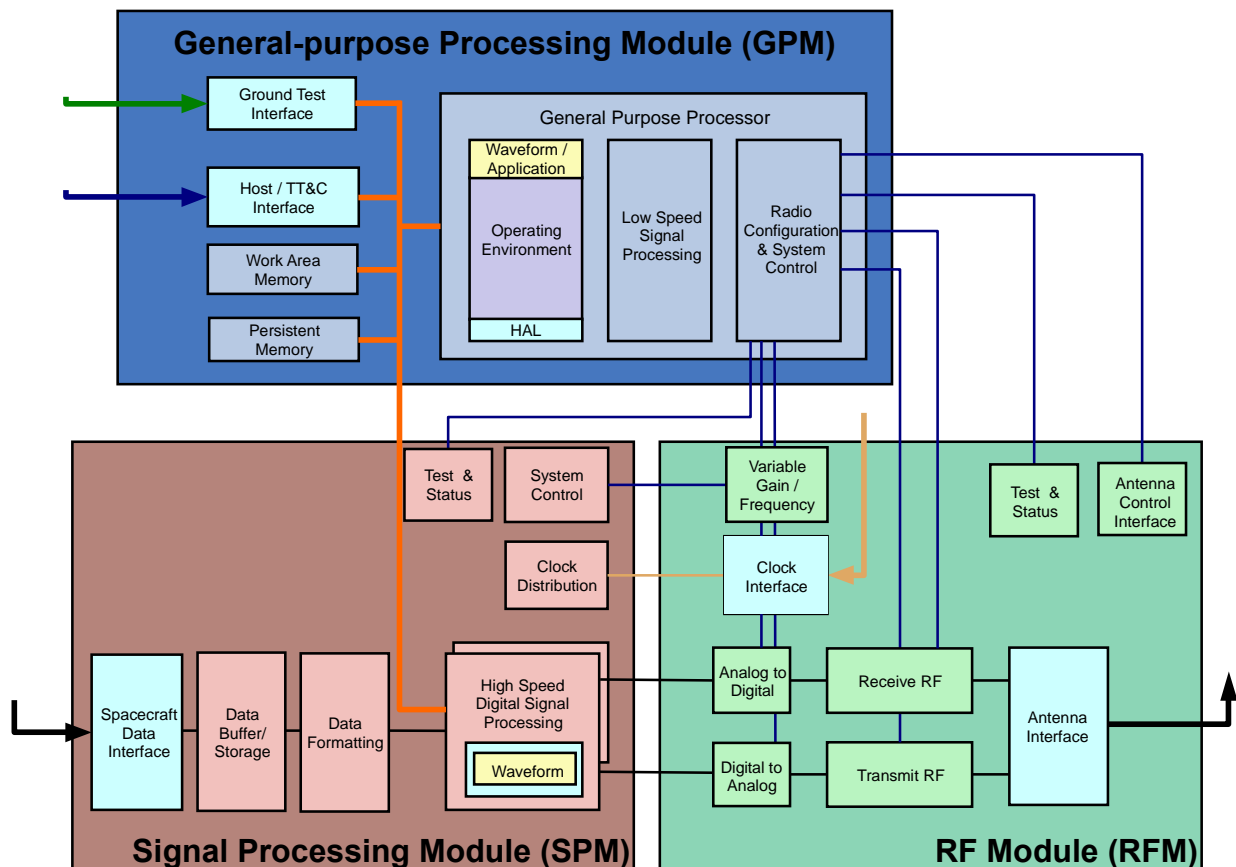 General-purpose Processing Module (GPM)
Ground Test
Interface
Host / TT&C
Interface
Work Area
Memory
Persistent
Memory
General Purpose Processor
Waveform /
Application
Operating
Environment
HAL
Low Speed
Signal
Processing
Radio
Configuration
& System
Control
Test &
Status
System
Control
Clock
Distribution
Spacecraft
Data
Interface
Data
Buffer/
Storage
Data
Formatting
High Speed
Digital Signal
Processing
Waveform
Signal Processing Module (SPM)
Variable
Gain /
Frequency
Clock
Interface
Test &
Status
Antenna
Control
Interface
Analog to
Digital
Receive RF
Digital to
Analog
Transmit RF
Antenna
Interface
RF Module (RFM)